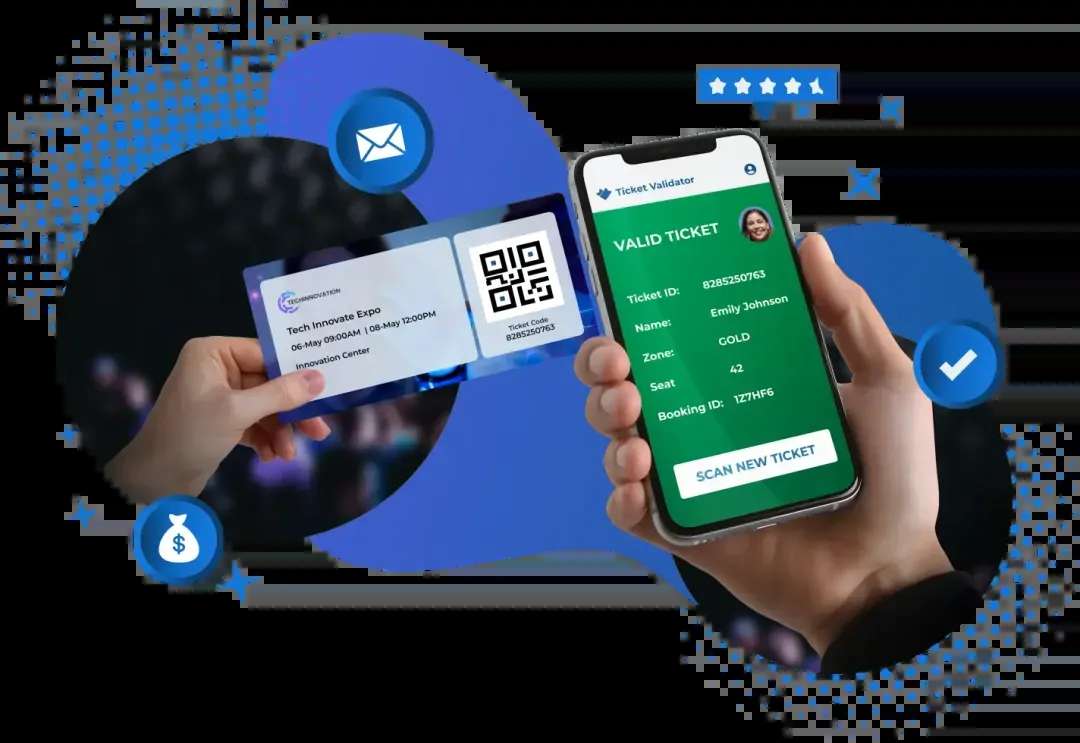 TECHINNOVATION
Tech Innovate Expo
06-May 09:00AM | 08-May 12:00PM
Innovation Center
Ticket Code
8285250763
Ticket Validator
VALID TICKET
Ticket ID: 8285250763
Name: Emily Johnson
Zone: GOLD
Seat 42
Booking ID: 1Z7HF6
SCAN NEW TICKET
$